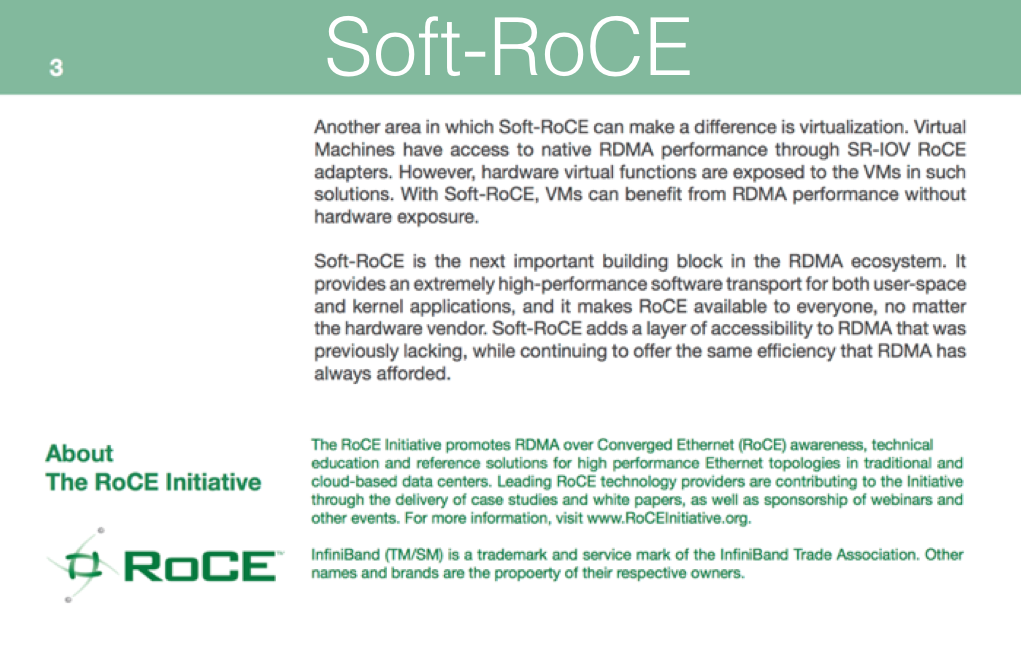 3
Soft-RoCE
Another area in which Soft-RoCE can make a difference is virtualization. Virtual
Machines have access to native RDMA performance through SR-IOV RoCE
adapters. However, hardware virtual functions are exposed to the VMs in such
solutions. With Soft-RoCE, VMs can benefit from RDMA performance without
hardware exposure.
Soft-RoCE is the next important building block in the RDMA ecosystem. It
provides an extremely high-performance software transport for both user-space
and kernel applications, and it makes RoCE available to everyone, no matter
the hardware vendor. Soft-RoCE adds a layer of accessibility to RDMA that was
previously lacking, while continuing to offer the same efficiency that RDMA has
always afforded.
About
The RoCE Initiative
The RoCE Initiative promotes RDMA over Converged Ethernet (RoCE) awareness, technical
education and reference solutions for high performance Ethernet topologies in traditional and
cloud-based data centers. Leading RoCE technology providers are contributing to the Initiative
through the delivery of case studies and white papers, as well as sponsorship of webinars and
other events. For more information, visit www.RoCEInitiative.org.
RoCE™
InfiniBand (TM/SM) is a trademark and service mark of the InfiniBand Trade Association. Other
names and brands are the propoerty of their respective owners.